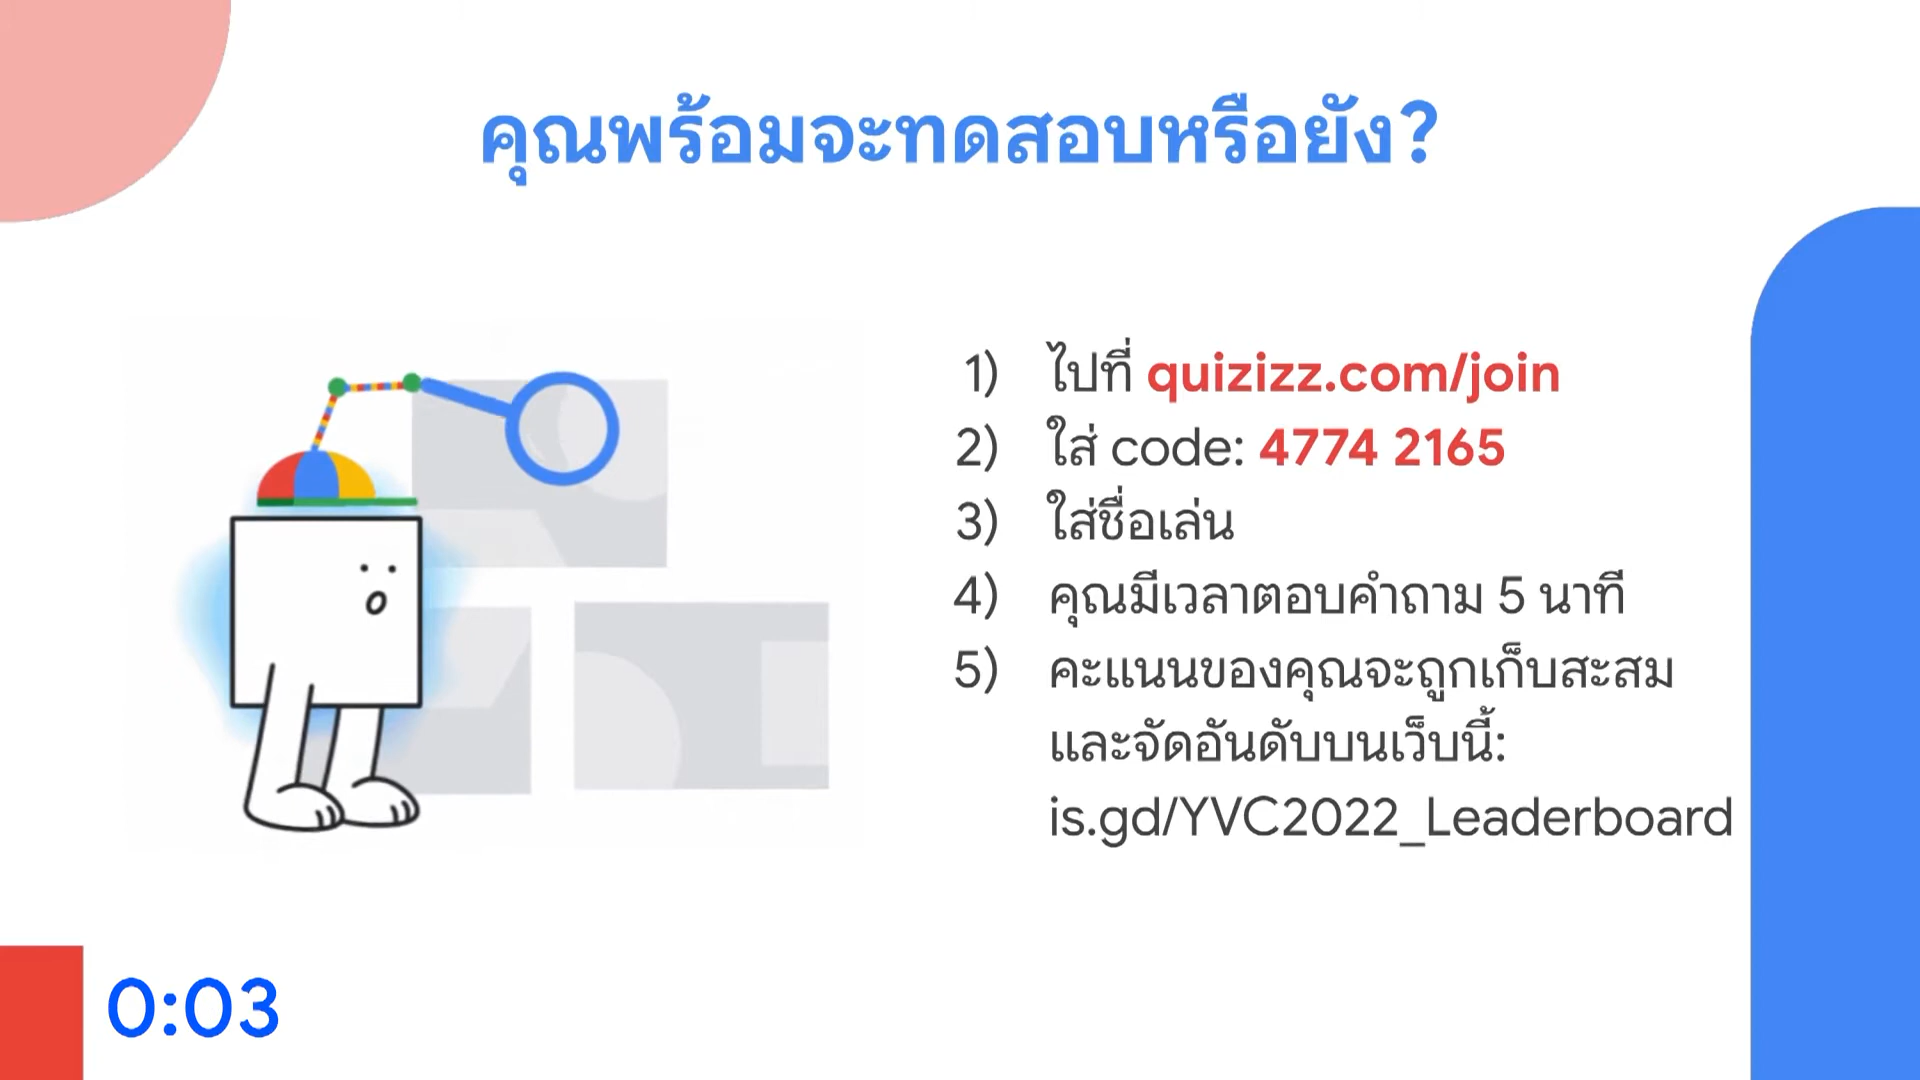 คุณพร้อมจะทดสอบหรือยัง?
1) ไปที่ quizizz.com/join
2) ใส่ code: 4774 2165
3) ใส่ชื่อเล่น
4) คุณมีเวลาตอบคำถาม 5 นาที
5) คะแนนของคุณจะถูกเก็บสะสม
และจัดอันดับบนเว็บนี้:
is.gd/YVC2022_Leaderboard
0:03